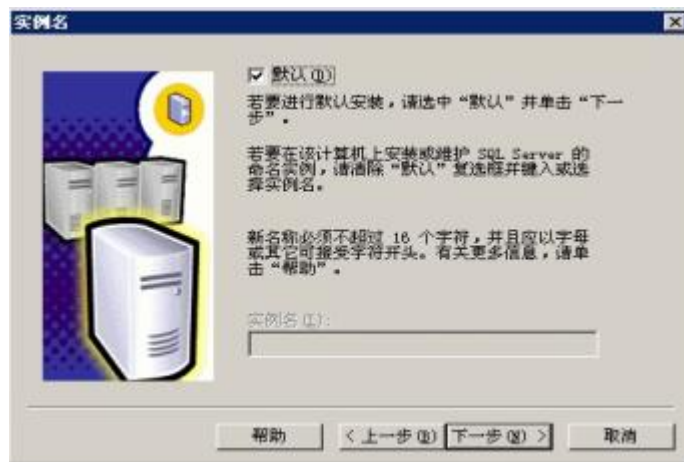 实例名
默认(D)
若要进行默认安装，请选中“默认”并单击“下一
步”。
若要在该计算机上安装或维护 SQL Server 的
命名实例，请清除“默认”复选框并键入或选
择实例名。
新名称必须不超过 16 个字符，并且应以字母
或其它可接受字符开头。有关更多信息，请单
击“帮助”。
实例名(I):
帮助 < 上一步(B) 下一步(N) > 取消